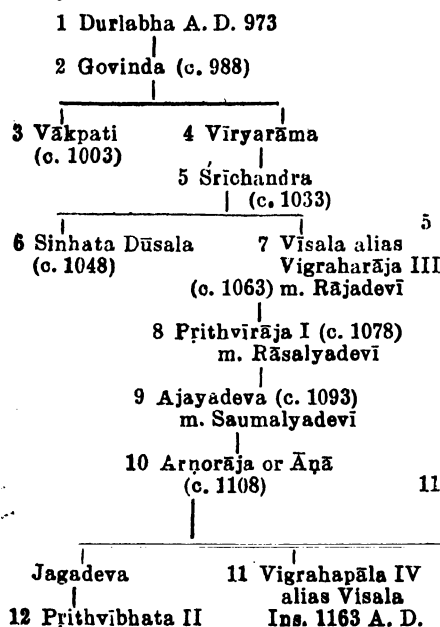 1 Durlabha A. D. 973
2 Govinda (c. 988)
3 Vākpati 4 Vīryarāma
(c. 1003)
5 Śrīchandra
(c. 1033)
5
6 Sinhata Dūsala 7 Vīsala alias
(c. 1048) Vigraharāja III
(c. 1063) m. Rājadevī
8 Pṛithvīrāja I (c. 1078)
m. Rāsalyadevī
9 Ajayadeva (c. 1093)
m. Saumalyadevī
10 Arṇorāja or Āṇā
(c. 1108) 11
Jagadeva 11 Vigrahapāla IV
alias Visala
12 Pṛithvībhata II Ins. 1163 A. D.